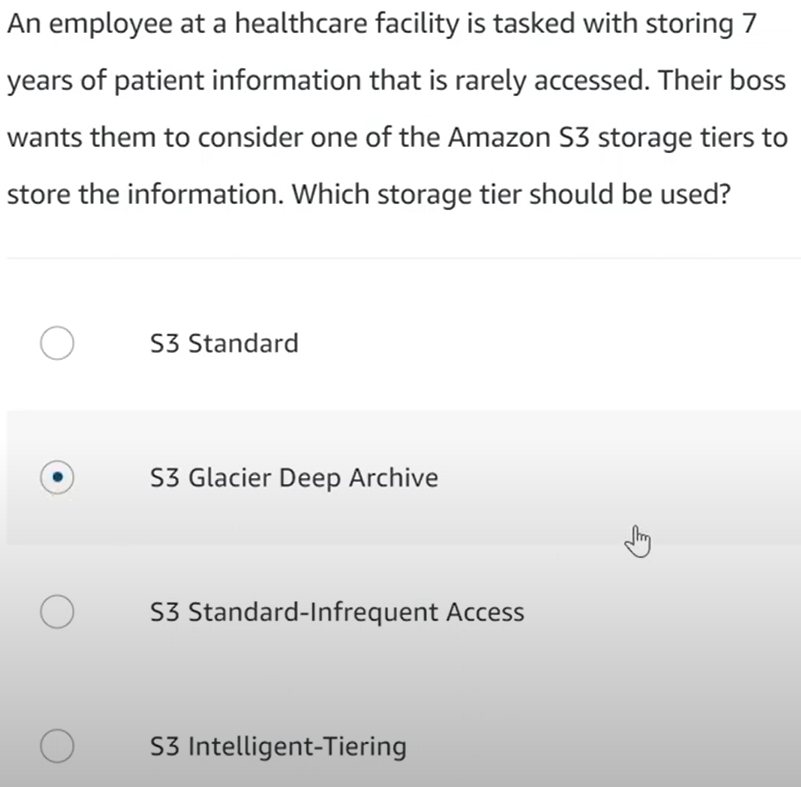 An employee at a healthcare facility is tasked with storing 7
years of patient information that is rarely accessed. Their boss
wants them to consider one of the Amazon S3 storage tiers to
store the information. Which storage tier should be used?
S3 Standard
S3 Glacier Deep Archive
S3 Standard-Infrequent Access
S3 Intelligent-Tiering